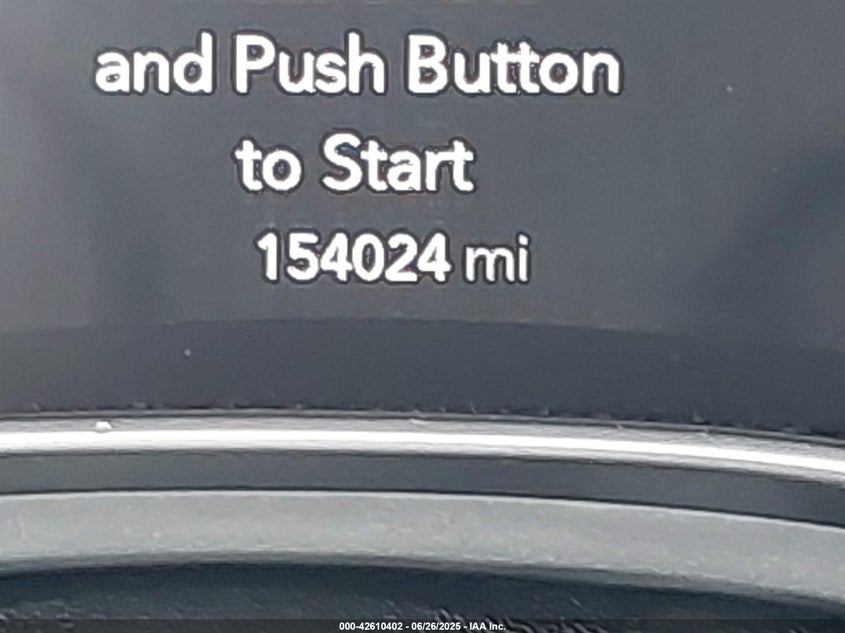 and Push Button
to Start
154024 mi
000-42610402 - 06/26/2025 - IAA Inc.